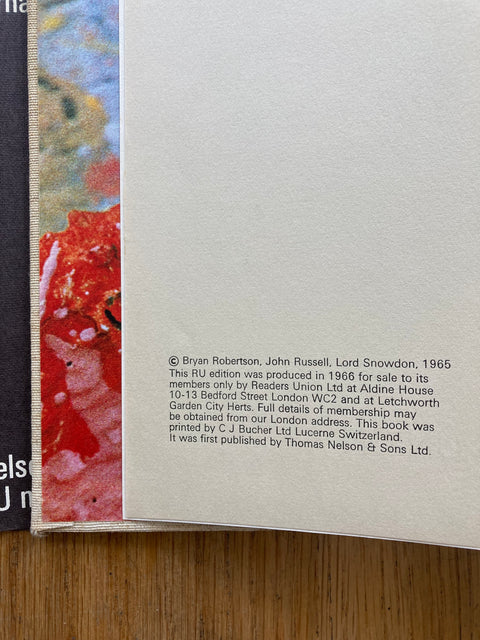 © Bryan Robertson, John Russell, Lord Snowdon, 1965
This RU edition was produced in 1966 for sale to its
members only by Readers Union Ltd at Aldine House
10-13 Bedford Street London WC2 and at Letchworth
Garden City Herts. Full details of membership may
be obtained from our London address. This book was
printed by C J Bucher Ltd Lucerne Switzerland.
It was first published by Thomas Nelson & Sons Ltd.